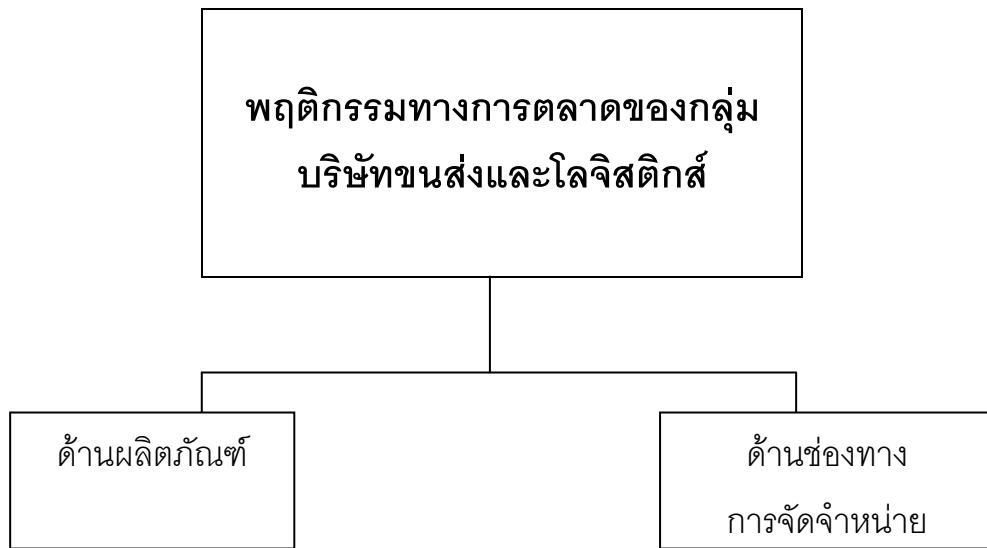 พฤติกรรมทางการตลาดของกลุ่ม
บริษัทขนส่งและโลจิสติกส์
ด้านผลิตภัณฑ์
ด้านช่องทาง
การจัดจำหน่าย